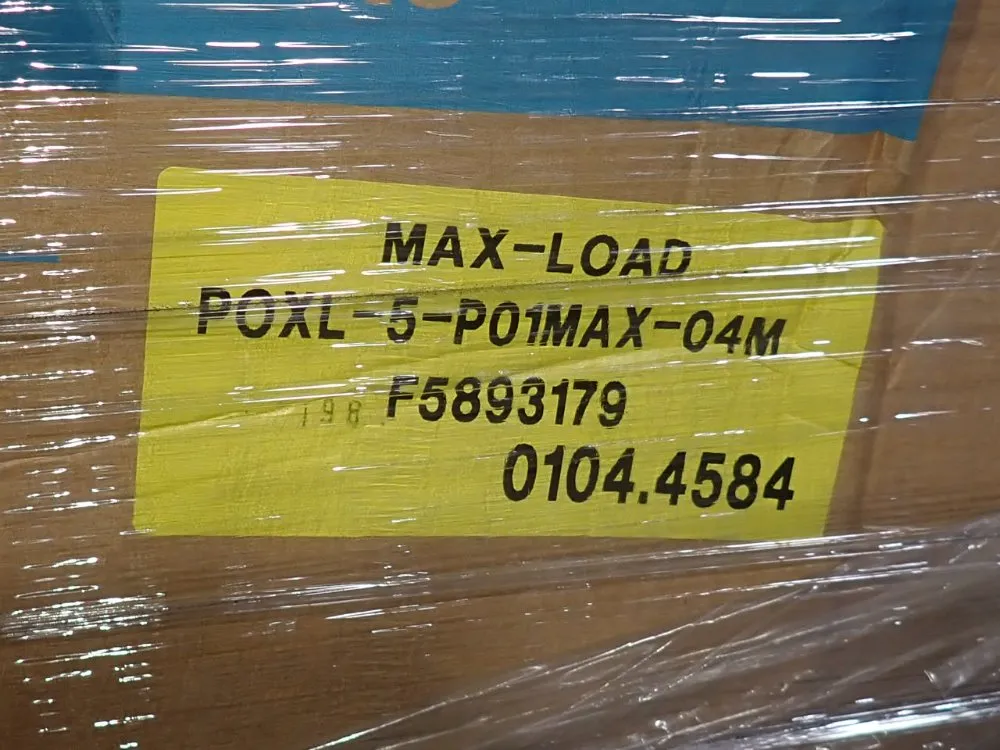 MAX-LOAD
POXL-5-P01MAX-04M
198 F5893179
0104.4584